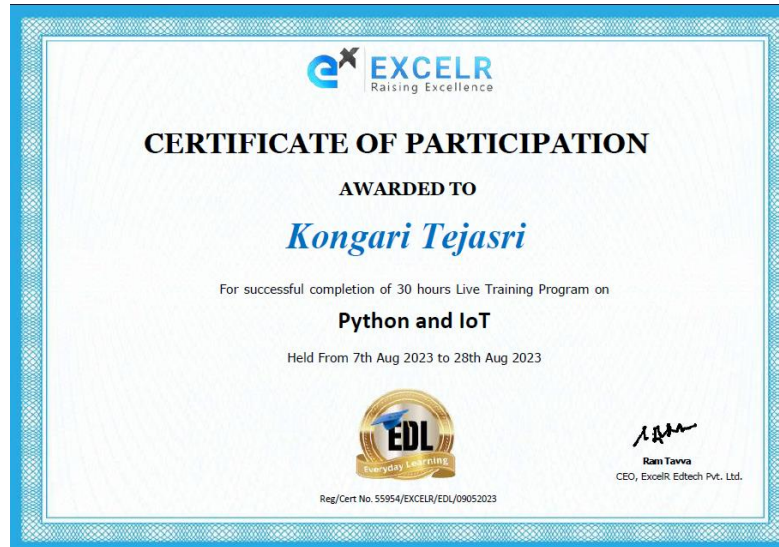 ex EXCELR
Raising Excellence
CERTIFICATE OF PARTICIPATION
AWARDED TO
Kongari Tejasri
For successful completion of 30 hours Live Training Program on
Python and IoT
Held From 7th Aug 2023 to 28th Aug 2023
EDL
Everyday Learning
Ram Tavva
CEO, ExcelR Edtech Pvt. Ltd.
Reg/Cert No. 55954/EXCELR/EDL/09052023